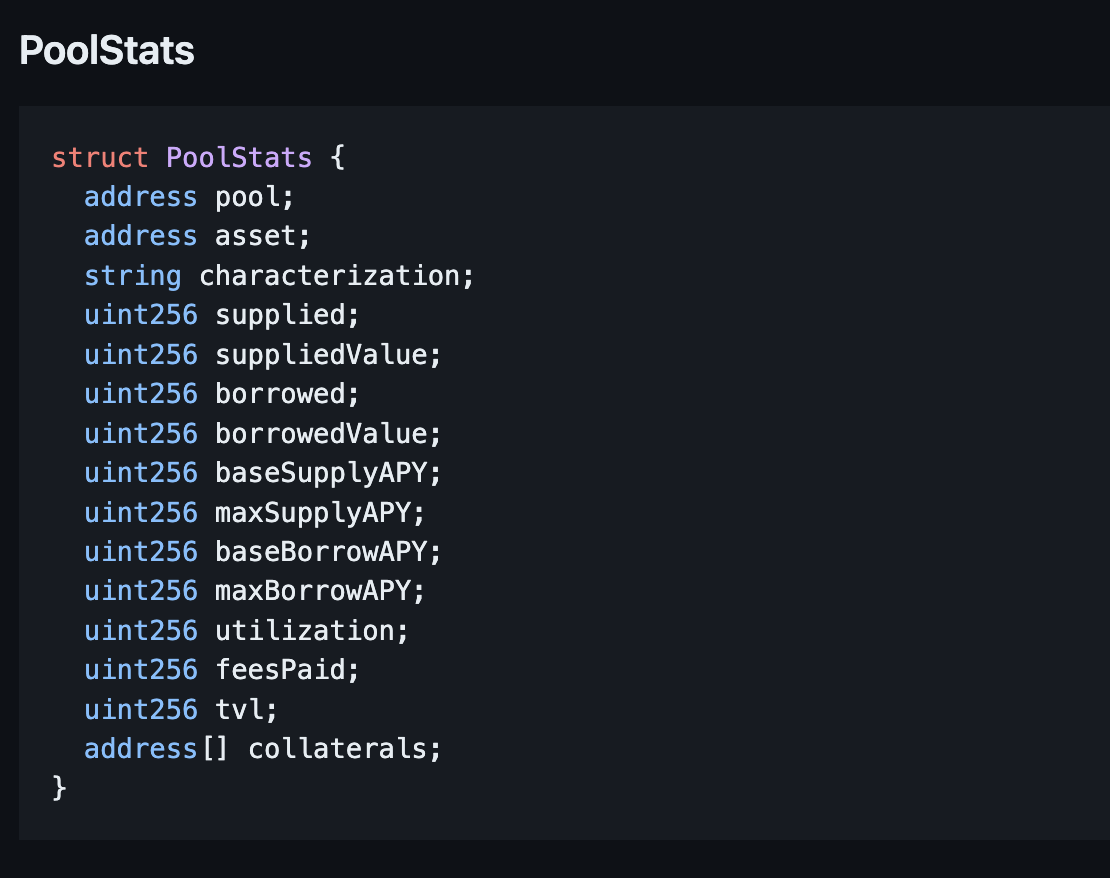 PoolStats
struct PoolStats {
  address pool;
  address asset;
  string characterization;
  uint256 supplied;
  uint256 suppliedValue;
  uint256 borrowed;
  uint256 borrowedValue;
  uint256 baseSupplyAPY;
  uint256 maxSupplyAPY;
  uint256 baseBorrowAPY;
  uint256 maxBorrowAPY;
  uint256 utilization;
  uint256 feesPaid;
  uint256 tvl;
  address[] collaterals;
}